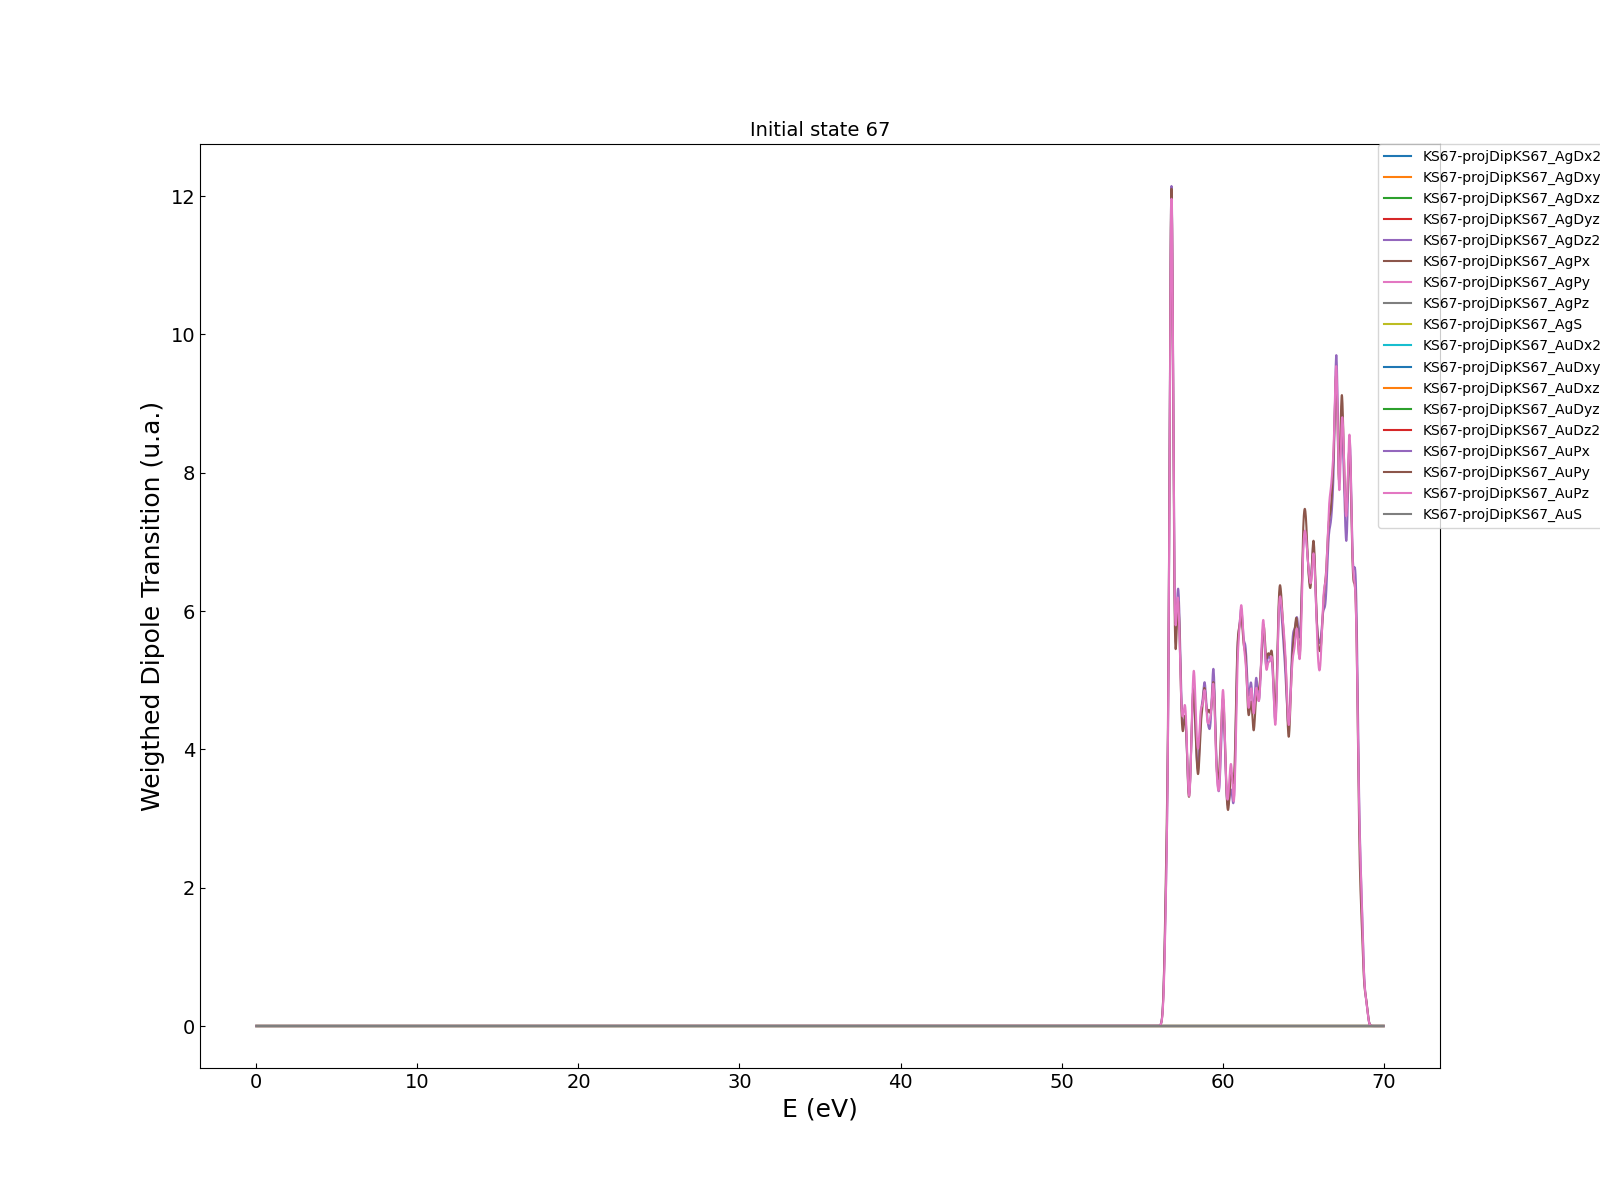 Initial state 67
12
10
8
6
4
2
0
Weigthed Dipole Transition (u.a.)
0 10 20 30 40 50 60 70
E (eV)
KS67-projDipKS67_AgDx2
KS67-projDipKS67_AgDxy
KS67-projDipKS67_AgDxz
KS67-projDipKS67_AgDyz
KS67-projDipKS67_AgDz2
KS67-projDipKS67_AgPx
KS67-projDipKS67_AgPy
KS67-projDipKS67_AgPz
KS67-projDipKS67_AgS
KS67-projDipKS67_AuDx2
KS67-projDipKS67_AuDxy
KS67-projDipKS67_AuDxz
KS67-projDipKS67_AuDyz
KS67-projDipKS67_AuDz2
KS67-projDipKS67_AuPx
KS67-projDipKS67_AuPy
KS67-projDipKS67_AuPz
KS67-projDipKS67_AuS